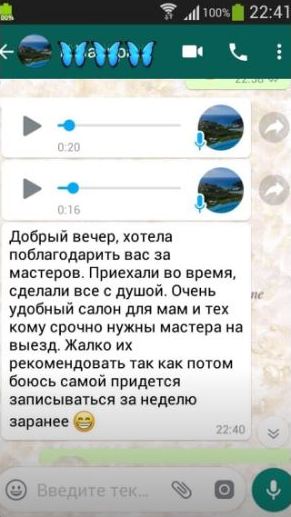 100% 22:41
0:20
0:16
Добрый вечер, хотела
поблагодарить вас за
мастеров. Приехали во время,
сделали все с душой. Очень
удобный салон для мам и тех
кому срочно нужны мастера на
выезд. Жалко их
рекомендовать так как потом
боюсь самой придется
записываться за неделю
заранее 😁
22:40
Введите тек...